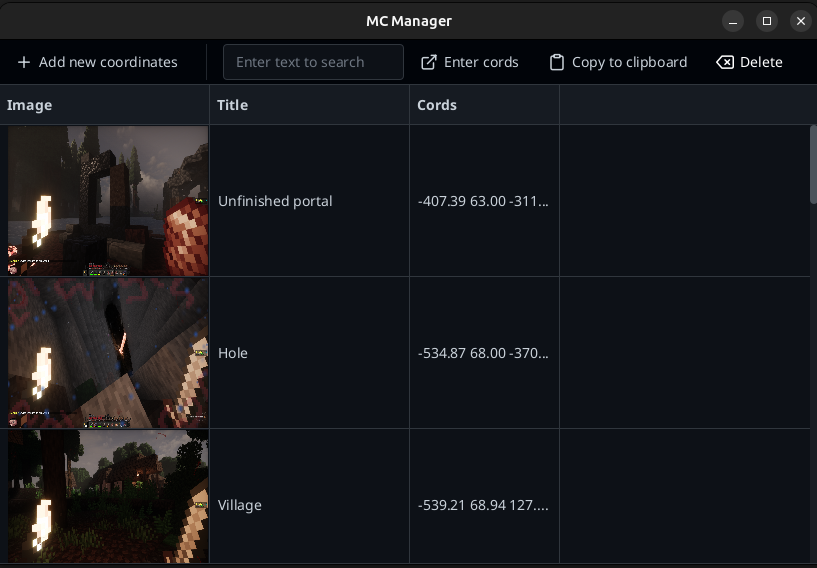 MC Manager
Add new coordinates
Enter text to search
Enter cords
Copy to clipboard
Delete
Image
Title
Cords
Unfinished portal
-407.39 63.00 -311...
Hole
-534.87 68.00 -370...
Village
-539.21 68.94 127....